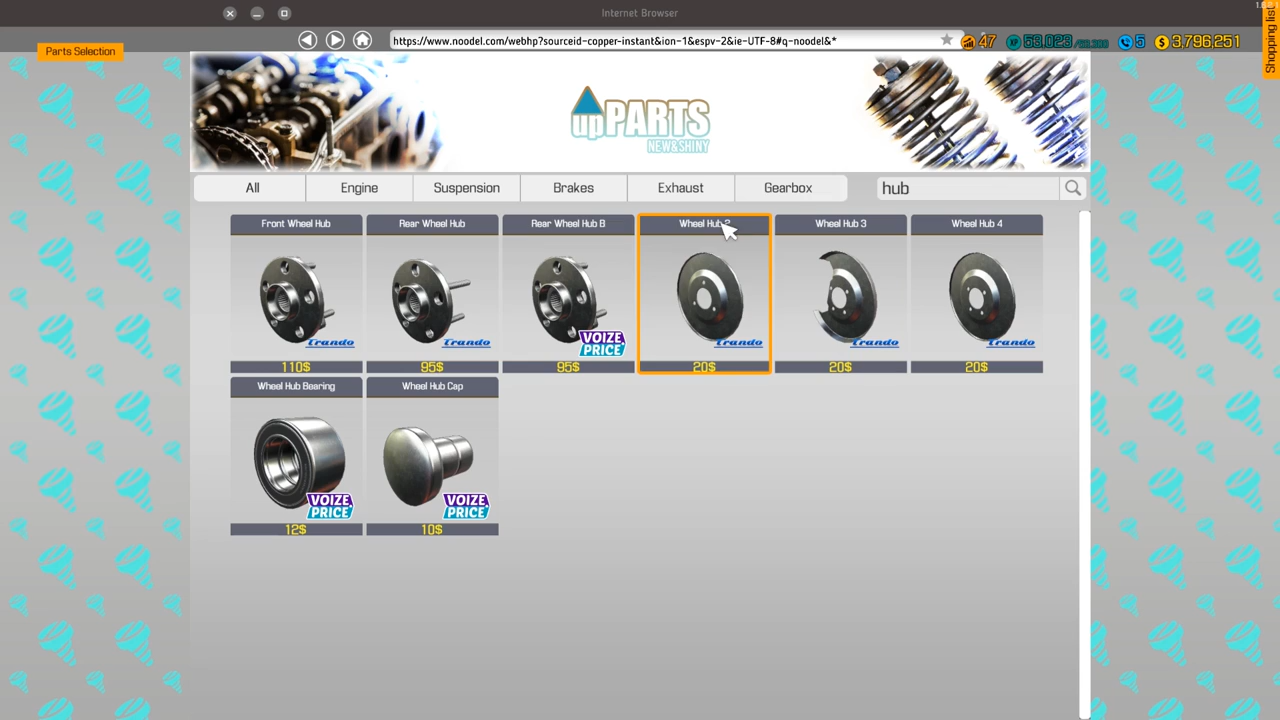 Internet Browser
Parts Selection
https://www.noodel.com/webhp?sourceid-copper-instant&ion-1&espv-2&ie-UTF-8#q-noodel&*
47
5
3,796,251
Shopping list
upPARTS
NEW&SHINY
All
Engine
Suspension
Brakes
Exhaust
Gearbox
hub
Front Wheel Hub
Rear Wheel Hub
Rear Wheel Hub B
Wheel Hub 2
Wheel Hub 3
Wheel Hub 4
Trando
Trando
VOIZE
PRICE
Trando
Trando
Trando
110$
95$
95$
20$
20$
20$
Wheel Hub Bearing
Wheel Hub Cap
VOIZE
PRICE
VOIZE
PRICE
12$
10$